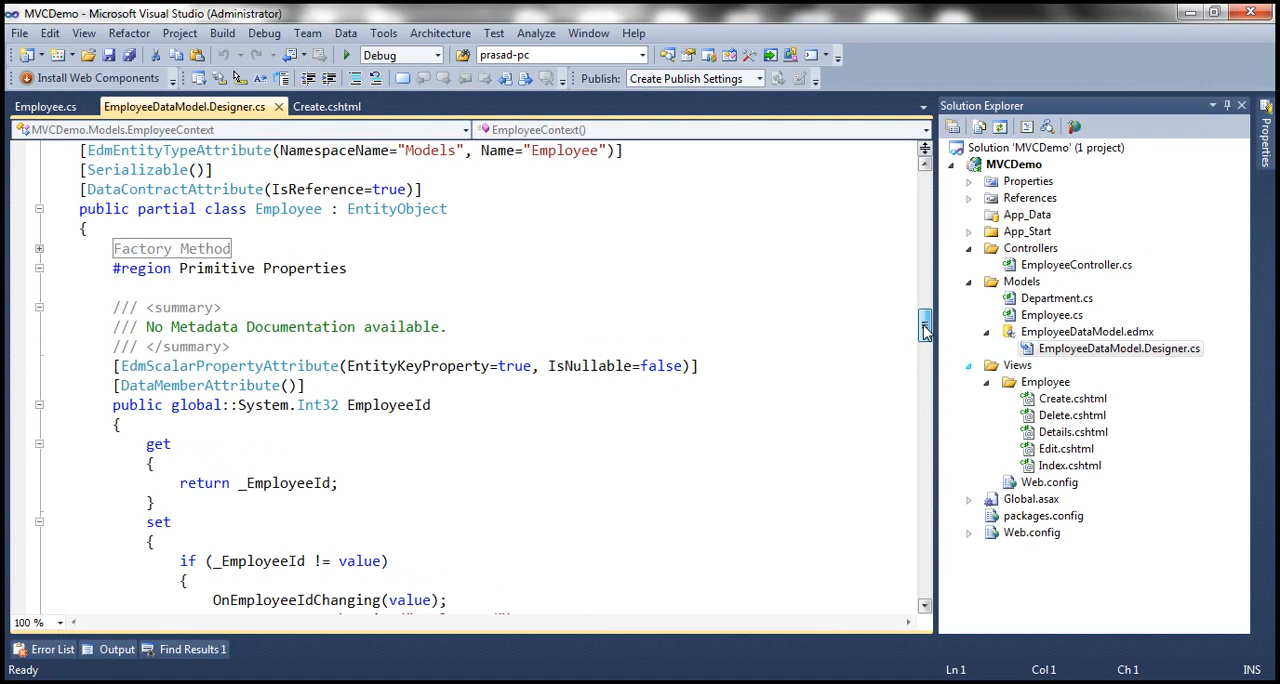 MVCDemo - Microsoft Visual Studio (Administrator)
File Edit View Refactor Project Build Debug Team Data Tools Architecture Test Analyze Window Help
Debug prasad-pc
Install Web Components Publish: Create Publish Settings
Employee.cs EmployeeDataModel.Designer.cs Create.cshtml
MVCDemo.Models.EmployeeContext EmployeeContext()
[EdmEntityTypeAttribute(NamespaceName="Models", Name="Employee")]
[Serializable()]
[DataContractAttribute(IsReference=true)]
public partial class Employee : EntityObject
{
Factory Method
#region Primitive Properties
/// <summary>
/// No Metadata Documentation available.
/// </summary>
[EdmScalarPropertyAttribute(EntityKeyProperty=true, IsNullable=false)]
[DataMemberAttribute()]
public global::System.Int32 EmployeeId
{
get
{
return _EmployeeId;
}
set
{
if (_EmployeeId != value)
{
OnEmployeeIdChanging(value);
100 %
Solution Explorer
Solution 'MVCDemo' (1 project)
MVCDemo
Properties
References
App_Data
App_Start
Controllers
EmployeeController.cs
Models
Department.cs
Employee.cs
EmployeeDataModel.edmx
EmployeeDataModel.Designer.cs
Views
Employee
Create.cshtml
Delete.cshtml
Details.cshtml
Edit.cshtml
Index.cshtml
Web.config
Global.asax
packages.config
Web.config
Properties
Error List Output Find Results 1
Ready Ln 1 Col 1 Ch 1 INS